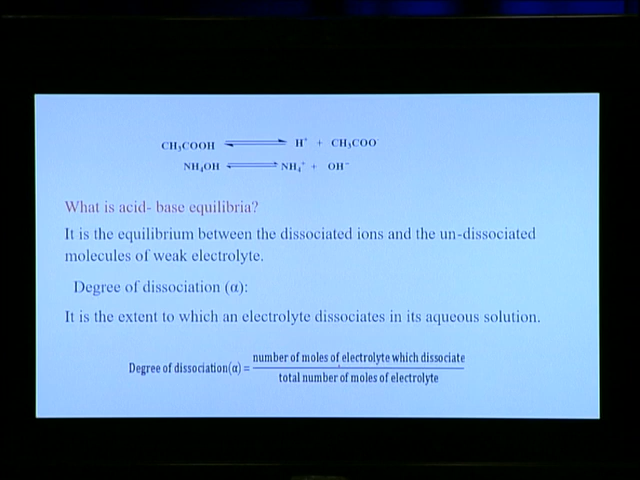 CH₃COOH ⇌ H⁺ + CH₃COO⁻
NH₄OH ⇌ NH₄⁺ + OH⁻
What is acid- base equilibria?
It is the equilibrium between the dissociated ions and the un-dissociated
molecules of weak electrolyte.
Degree of dissociation (α):
It is the extent to which an electrolyte dissociates in its aqueous solution.
number of moles of electrolyte which dissociate
Degree of dissociation(α) =
total number of moles of electrolyte